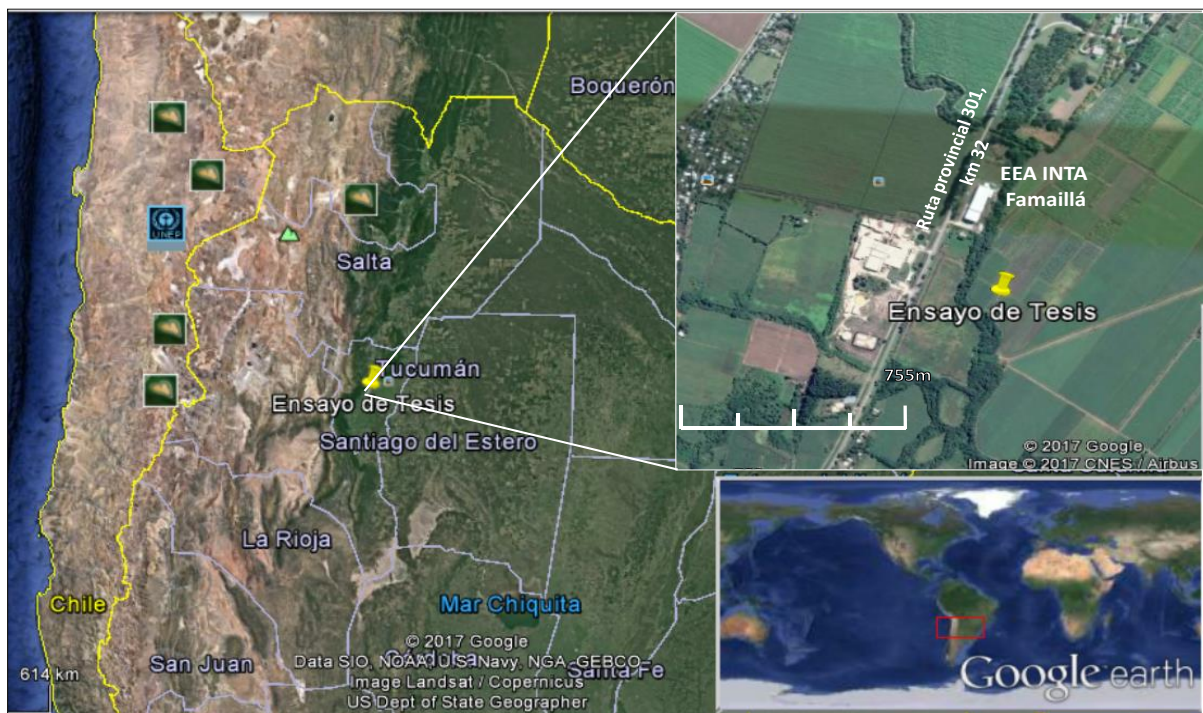 Boquerón
UNEP
Salta
Tucumán
Ensayo de Tesis
Santiago del Estero
La Rioja
Chile
Mar Chiquita
© 2017 Google
Data SIO, NOAA, U.S. Navy, NGA, GEBCO
Córdoba
San Juan
Santa Fe
614 km
Image Landsat / Copernicus
US Dept of State Geographer
Ruta provincial 301,
km 32
EEA INTA
Famaillá
Ensayo de Tesis
755m
© 2017 Google
Image © 2017 CNES / Airbus
Google earth